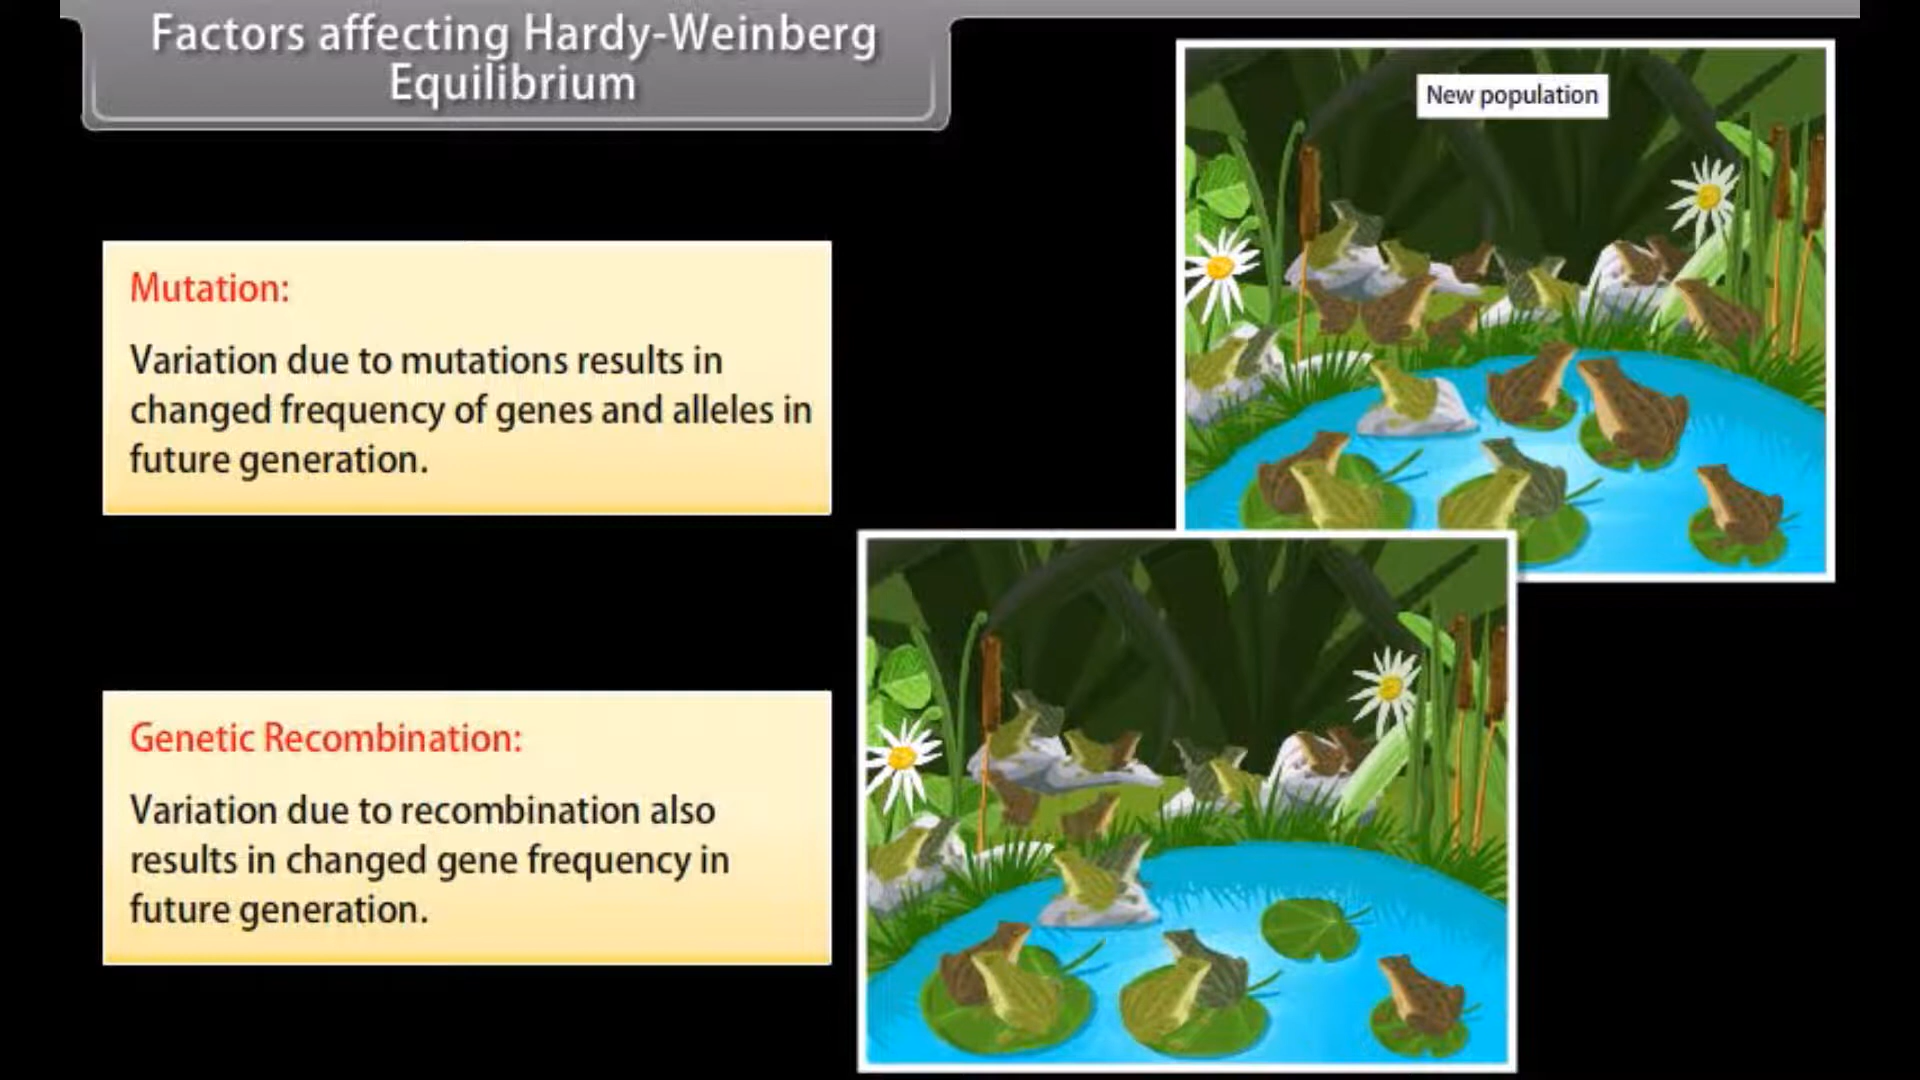 Factors affecting Hardy-Weinberg
Equilibrium
New population
Mutation:
Variation due to mutations results in
changed frequency of genes and alleles in
future generation.
Genetic Recombination:
Variation due to recombination also
results in changed gene frequency in
future generation.